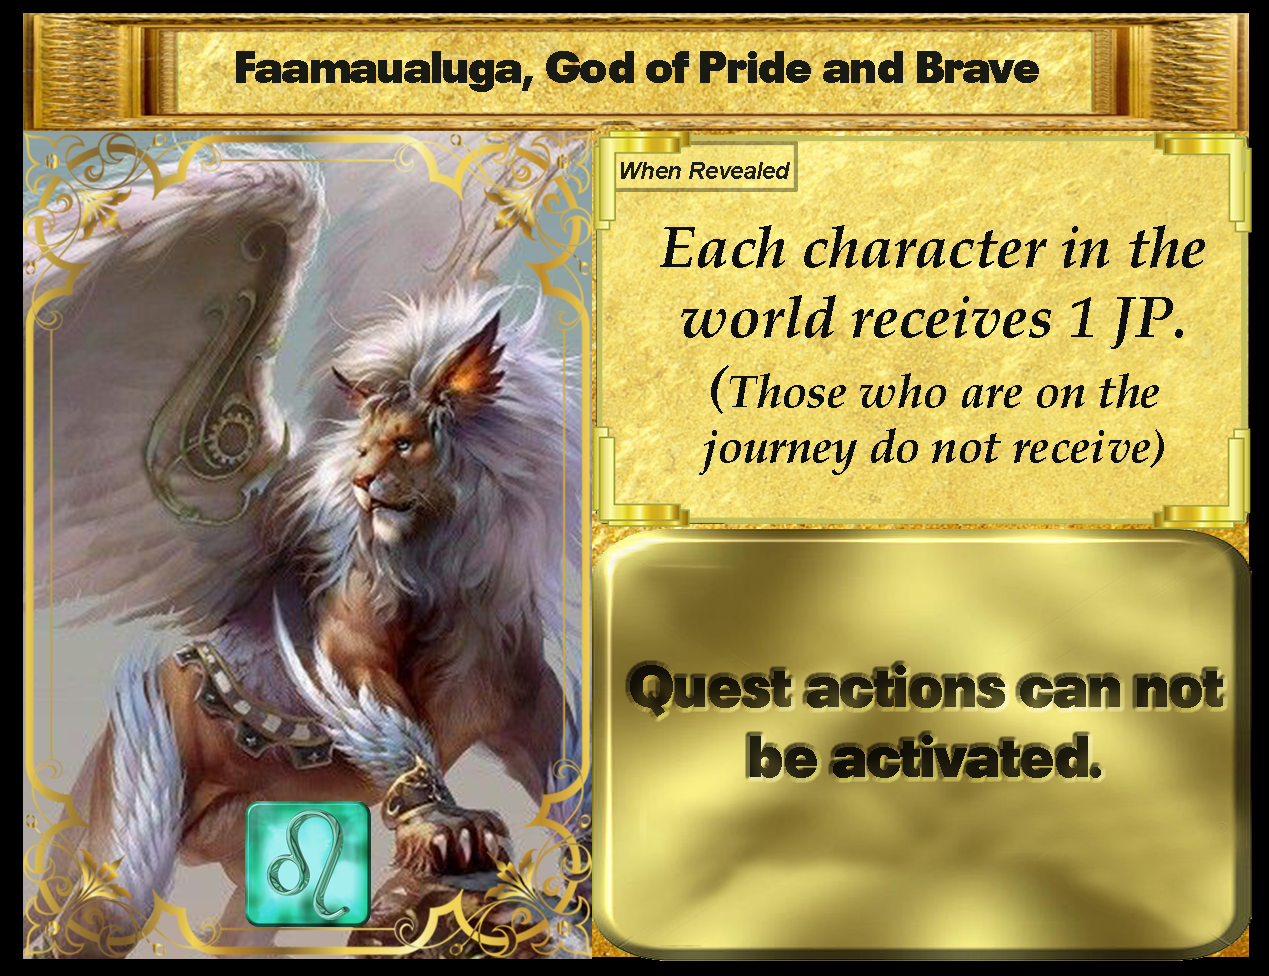 Faamaualuga, God of Pride and Brave
When Revealed
Each character in the
world receives 1 JP.
(Those who are on the
journey do not receive)
Quest actions can not
be activated.